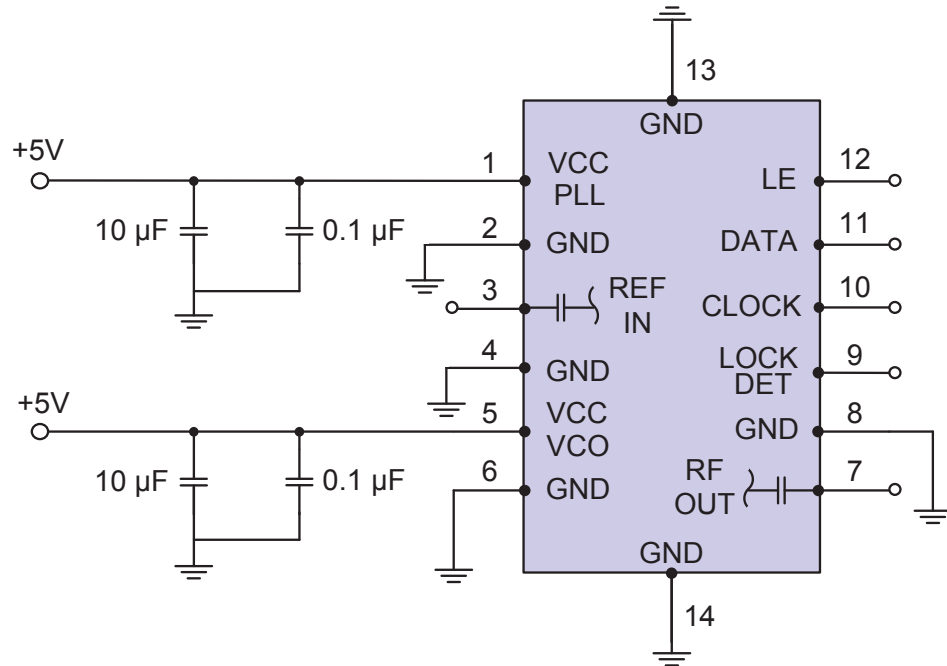 13
GND
+5V
1
VCC
PLL
LE
12
10 µF
0.1 µF
2
GND
DATA
11
3
REF
IN
CLOCK
10
4
GND
LOCK
DET
9
+5V
5
VCC
VCO
GND
8
10 µF
0.1 µF
6
GND
RF
OUT
7
GND
14